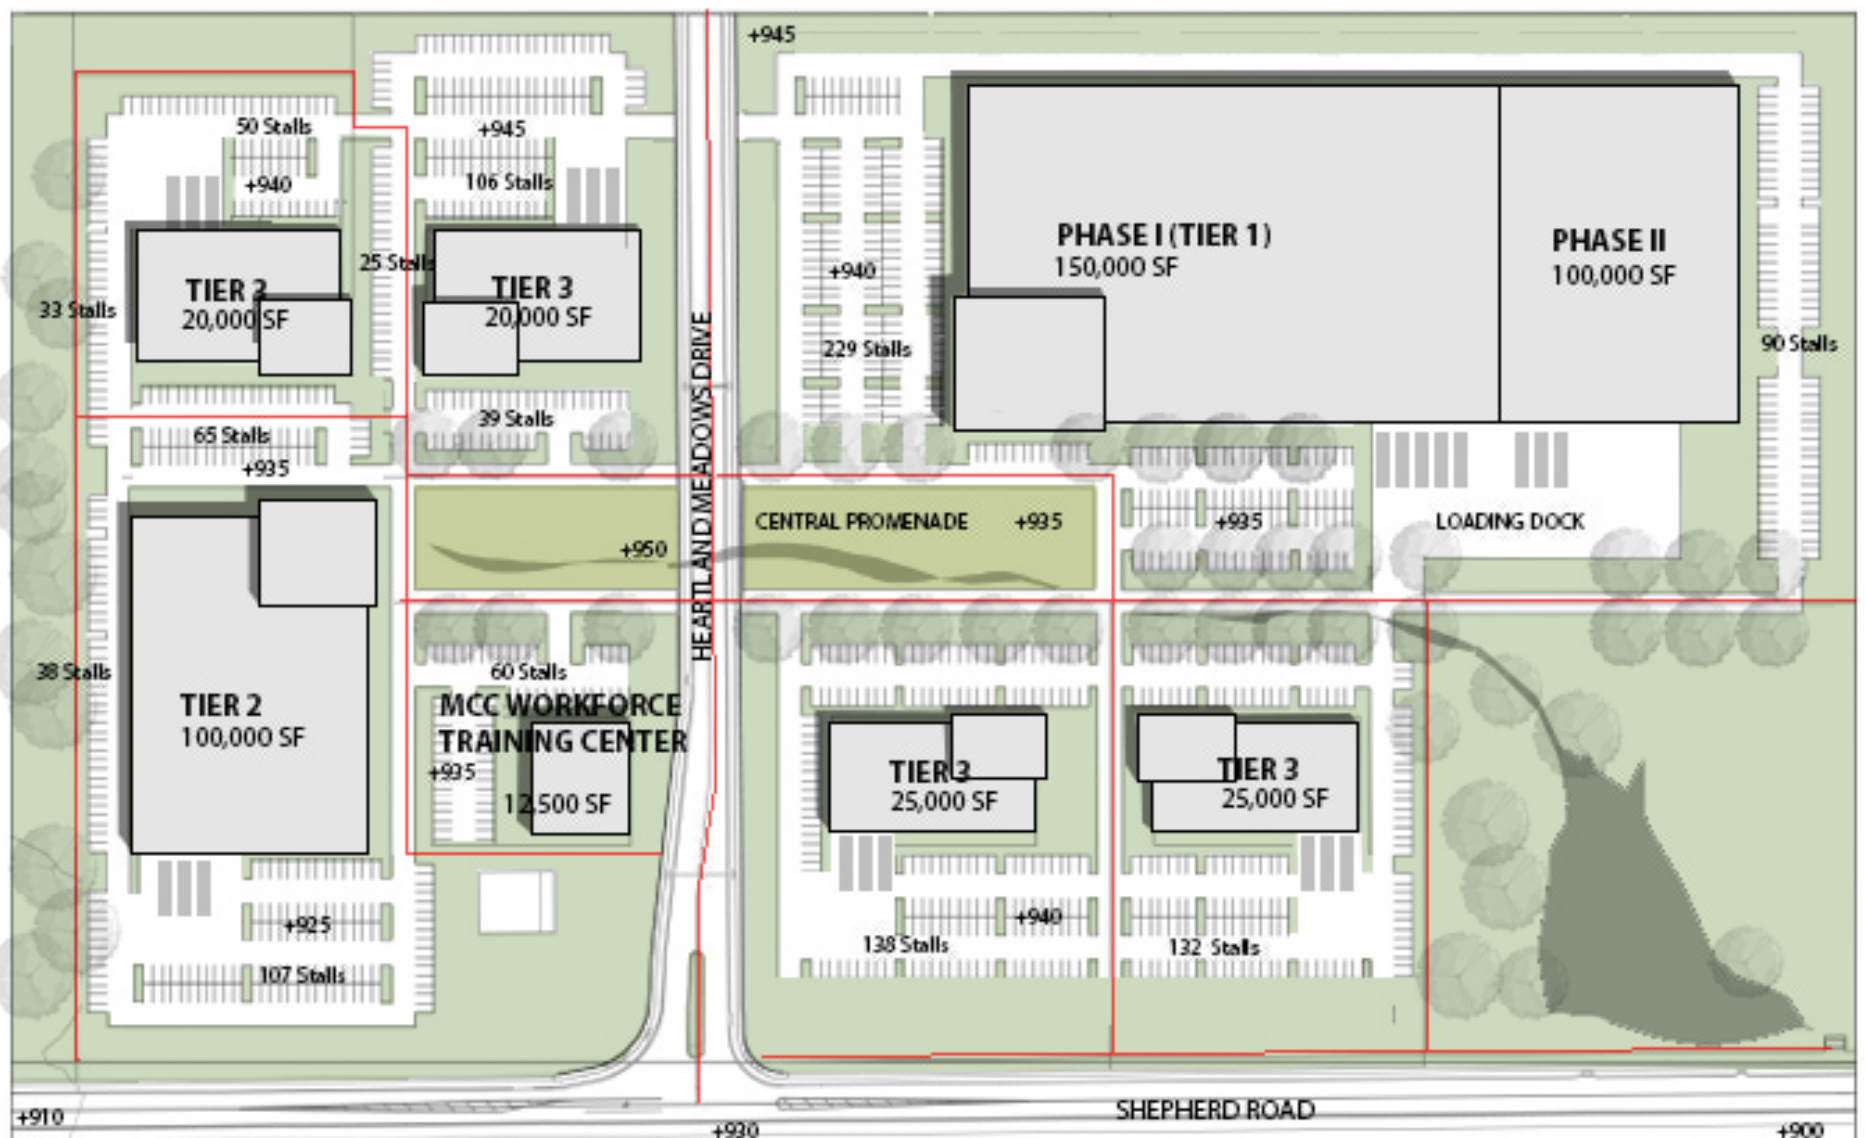 +945
50 Stalls
+945
+940
106 Stalls
TIER 3
20,000 SF
25 Stalls
TIER 3
20,000 SF
33 Stalls
39 Stalls
65 Stalls
+935
+940
229 Stalls
PHASE I (TIER 1)
150,000 SF
PHASE II
100,000 SF
90 Stalls
HEARTLAND MEADOWS DRIVE
+950
CENTRAL PROMENADE
+935
+935
LOADING DOCK
38 Stalls
TIER 2
100,000 SF
60 Stalls
MCC WORKFORCE
TRAINING CENTER
+935
12,500 SF
TIER 3
25,000 SF
TIER 3
25,000 SF
+925
107 Stalls
+940
138 Stalls
132 Stalls
+910
SHEPHERD ROAD
+930
+900